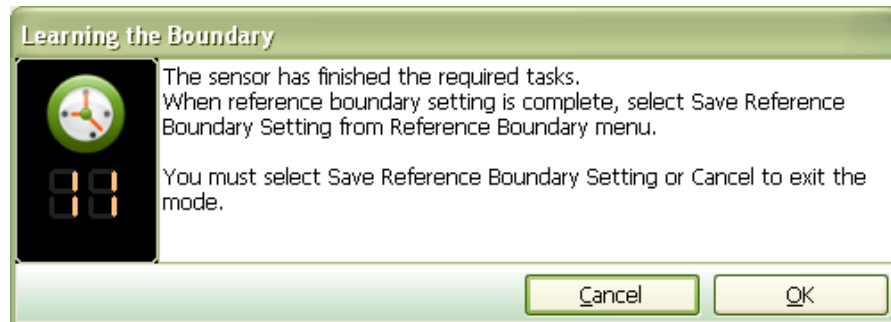 Learning the Boundary
The sensor has finished the required tasks.
When reference boundary setting is complete, select Save Reference
Boundary Setting from Reference Boundary menu.
You must select Save Reference Boundary Setting or Cancel to exit the
mode.
11
Cancel
OK